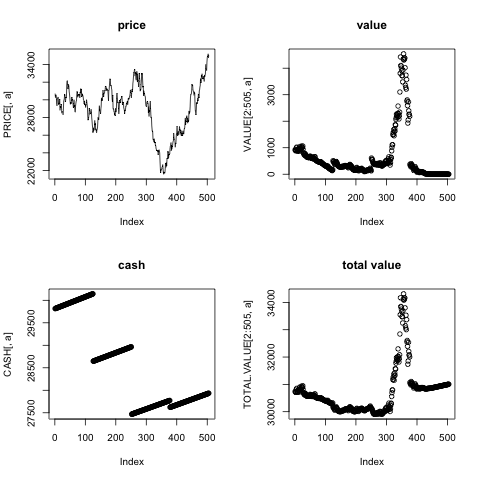 price
PRICE[, a]
22000 28000 34000
0 100 200 300 400 500
Index
value
VALUE[2:505, a]
0 1000 3000
0 100 200 300 400 500
Index
cash
CASH[, a]
27500 28500 29500
0 100 200 300 400 500
Index
total value
TOTAL.VALUE[2:505, a]
30000 32000 34000
0 100 200 300 400 500
Index